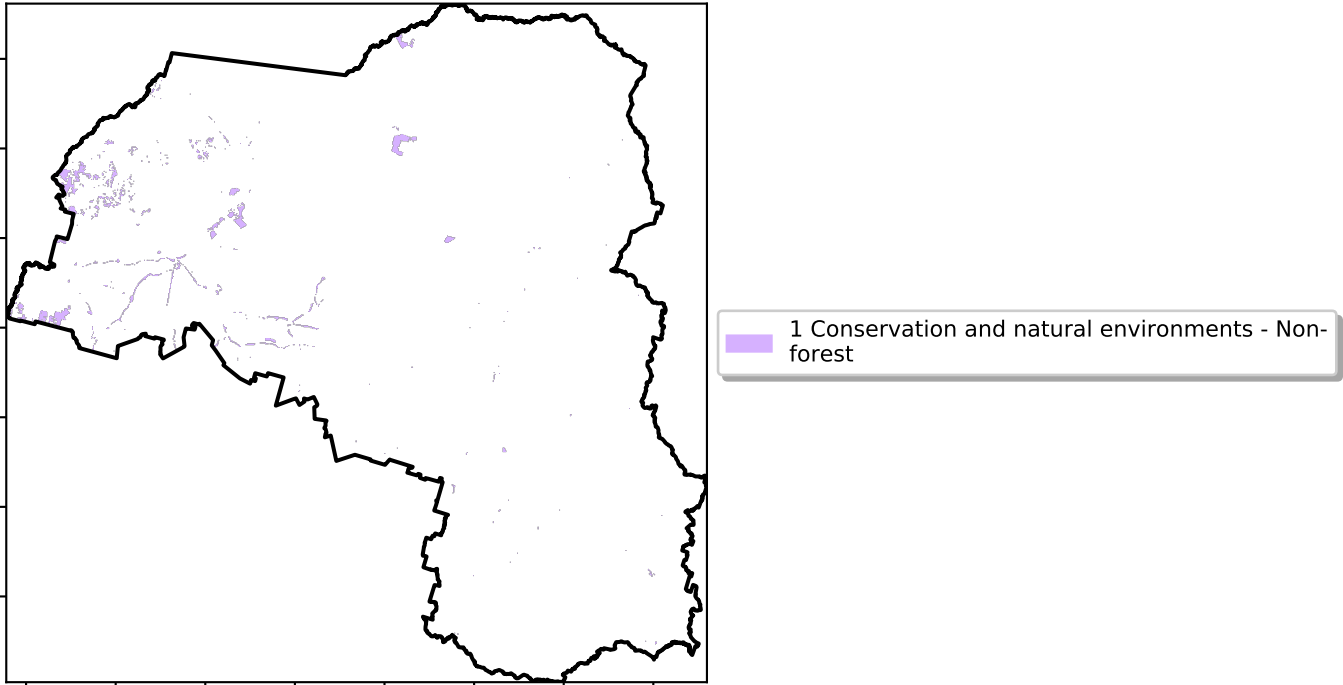 1 Conservation and natural environments - Non-
forest